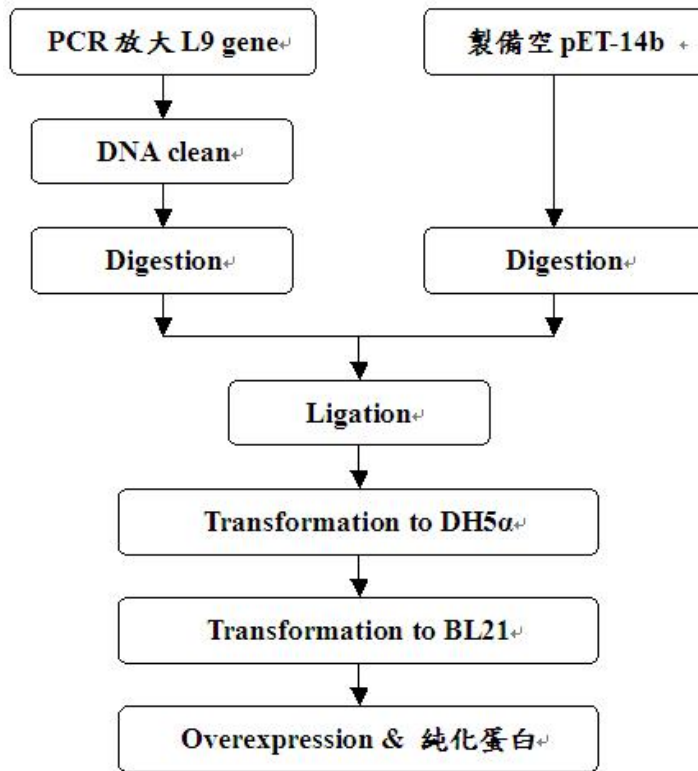 PCR 放大 L9 gene↵
製備空 pET-14b ↵
DNA clean↵
Digestion↵
Digestion↵
Ligation↵
Transformation to DH5α↵
Transformation to BL21↵
Overexpression & 純化蛋白↵